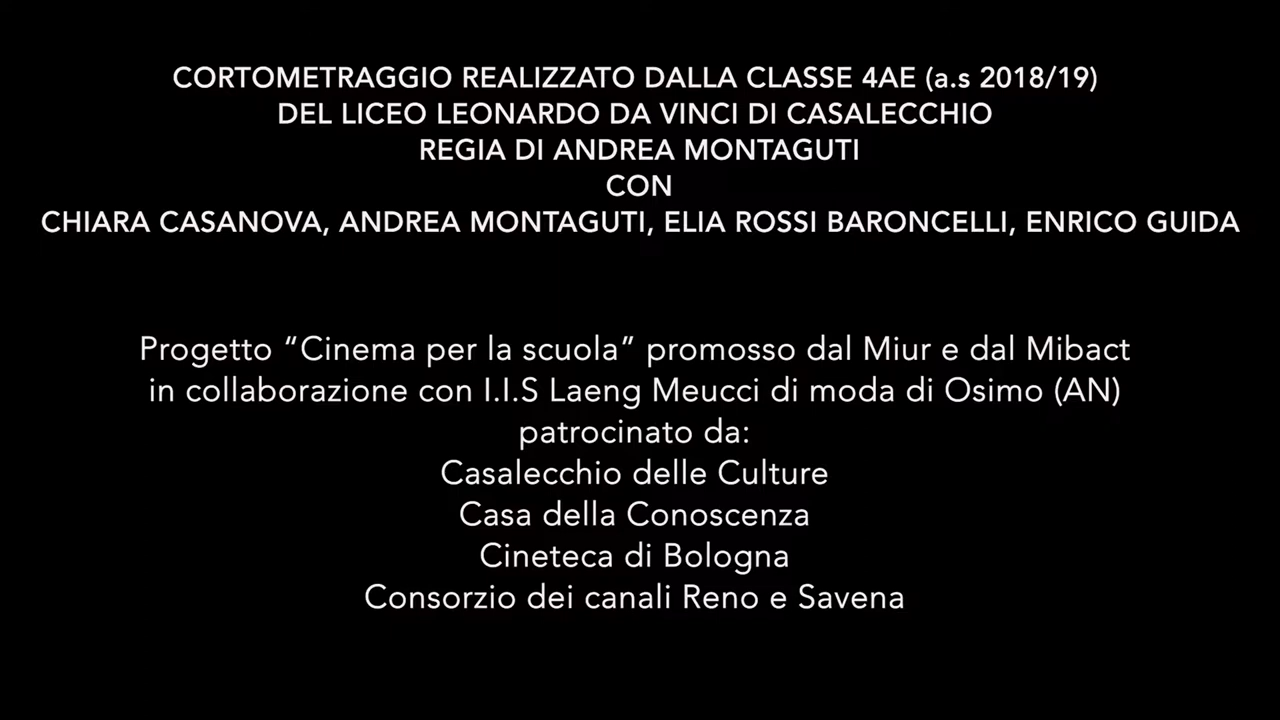 CORTOMETRAGGIO REALIZZATO DALLA CLASSE 4AE (a.s 2018/19)
DEL LICEO LEONARDO DA VINCI DI CASALECCHIO
REGIA DI ANDREA MONTAGUTI
CON
CHIARA CASANOVA, ANDREA MONTAGUTI, ELIA ROSSI BARONCELLI, ENRICO GUIDA
Progetto “Cinema per la scuola” promosso dal Miur e dal Mibact
in collaborazione con I.I.S Laeng Meucci di moda di Osimo (AN)
patrocinato da:
Casalecchio delle Culture
Casa della Conoscenza
Cineteca di Bologna
Consorzio dei canali Reno e Savena